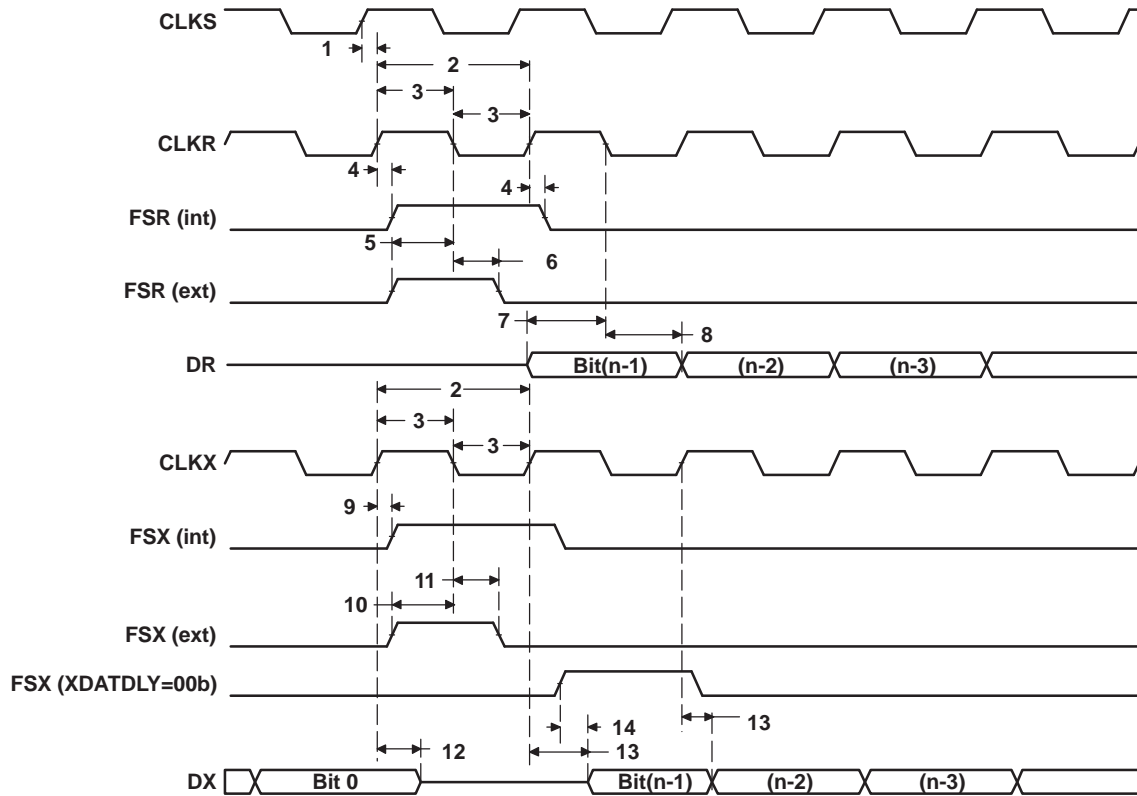 CLKS
1
2
3
3
CLKR
4
4
FSR (int)
5
6
FSR (ext)
7
8
DR Bit(n-1) (n-2) (n-3)
2
3
3
CLKX
9
FSX (int)
11
10
FSX (ext)
FSX (XDATDLY=00b)
14
13
12
13
DX Bit 0 Bit(n-1) (n-2) (n-3)